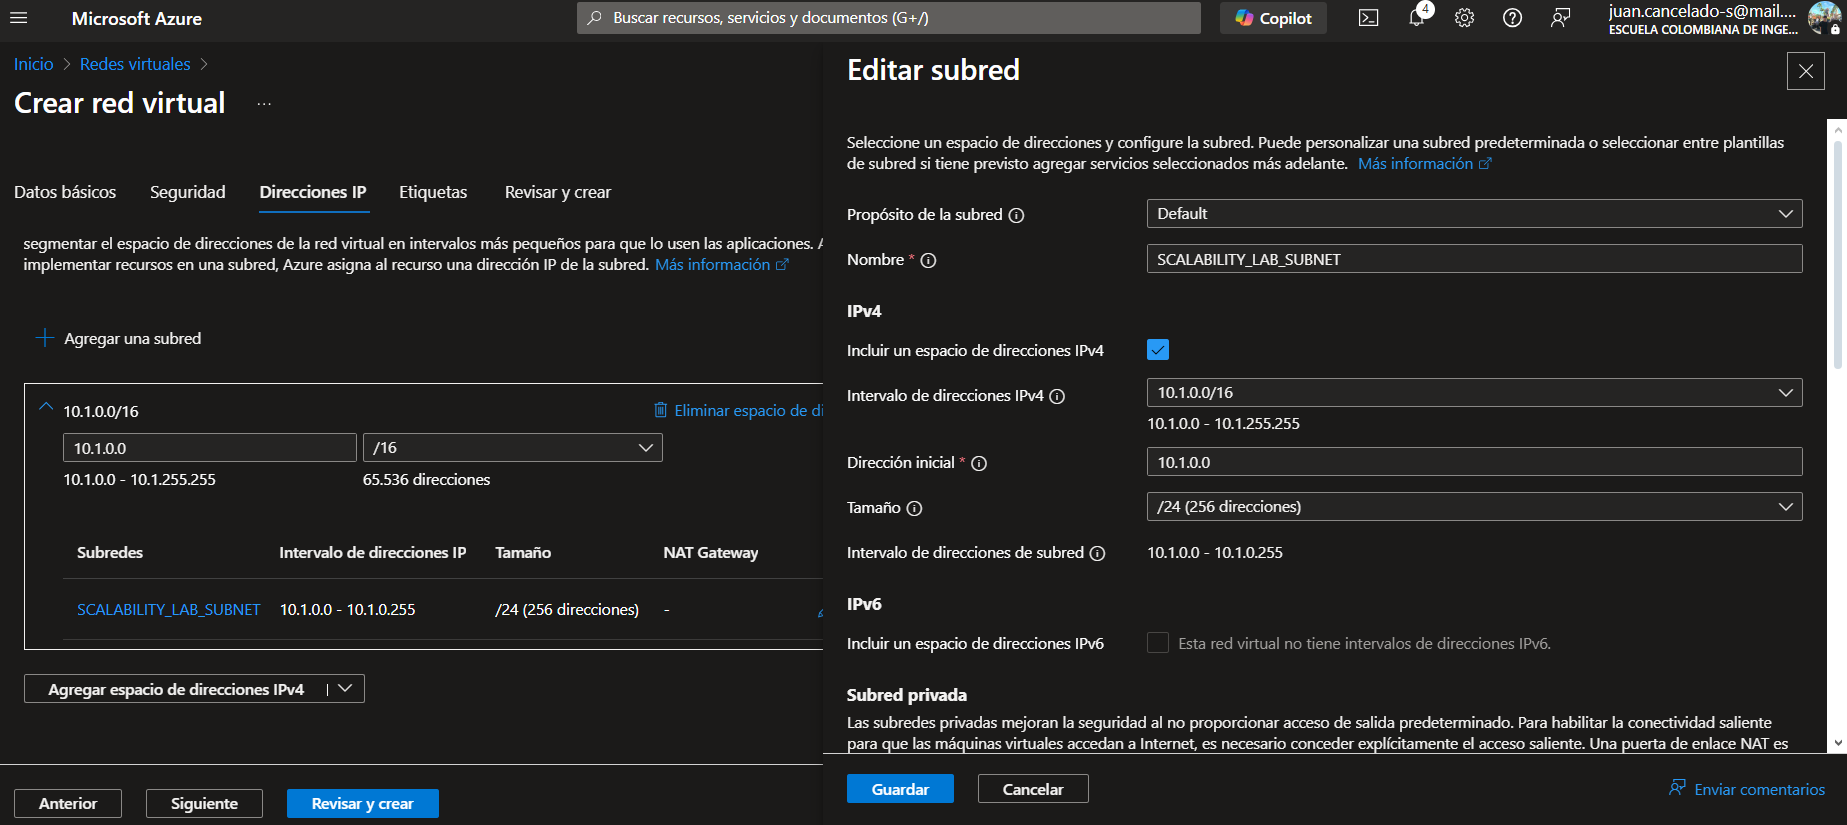 Microsoft Azure
Buscar recursos, servicios y documentos (G+/)
Copilot
4
juan.cancelado-s@mail....
ESCUELA COLOMBIANA DE INGE...
Inicio > Redes virtuales >
Crear red virtual ...
Datos básicos
Seguridad
Direcciones IP
Etiquetas
Revisar y crear
segmentar el espacio de direcciones de la red virtual en intervalos más pequeños para que lo usen las aplicaciones. A
implementar recursos en una subred, Azure asigna al recurso una dirección IP de la subred. Más información
+ Agregar una subred
10.1.0.0/16
Eliminar espacio de di
10.1.0.0
/16
10.1.0.0 - 10.1.255.255
65.536 direcciones
Subredes
Intervalo de direcciones IP
Tamaño
NAT Gateway
SCALABILITY_LAB_SUBNET
10.1.0.0 - 10.1.0.255
/24 (256 direcciones)
-
Agregar espacio de direcciones IPv4
Anterior
Siguiente
Revisar y crear
Editar subred
Seleccione un espacio de direcciones y configure la subred. Puede personalizar una subred predeterminada o seleccionar entre plantillas
de subred si tiene previsto agregar servicios seleccionados más adelante. Más información
Propósito de la subred
Default
Nombre *
SCALABILITY_LAB_SUBNET
IPv4
Incluir un espacio de direcciones IPv4
Intervalo de direcciones IPv4
10.1.0.0/16
10.1.0.0 - 10.1.255.255
Dirección inicial *
10.1.0.0
Tamaño
/24 (256 direcciones)
Intervalo de direcciones de subred
10.1.0.0 - 10.1.0.255
IPv6
Incluir un espacio de direcciones IPv6
Esta red virtual no tiene intervalos de direcciones IPv6.
Subred privada
Las subredes privadas mejoran la seguridad al no proporcionar acceso de salida predeterminado. Para habilitar la conectividad saliente
para que las máquinas virtuales accedan a Internet, es necesario conceder explícitamente el acceso saliente. Una puerta de enlace NAT es
Guardar
Cancelar
Enviar comentarios